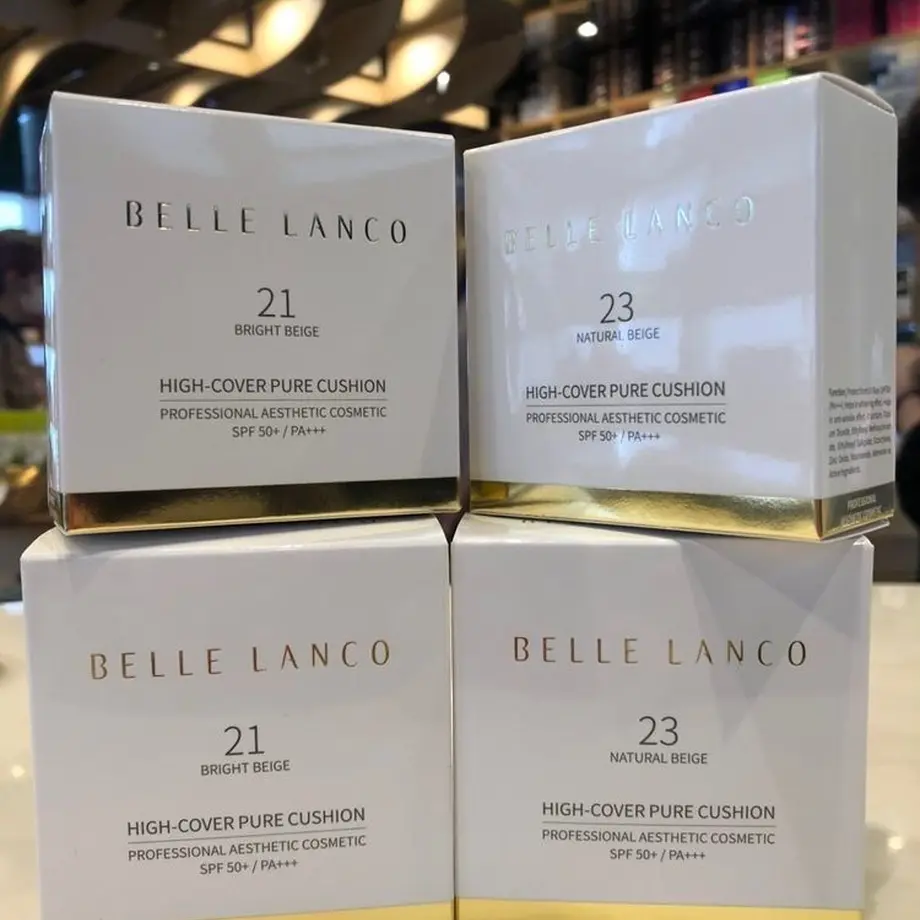 BELLE LANCO
21
BRIGHT BEIGE
HIGH-COVER PURE CUSHION
PROFESSIONAL AESTHETIC COSMETIC
SPF 50+ / PA+++
BELLE LANCO
23
NATURAL BEIGE
HIGH-COVER PURE CUSHION
PROFESSIONAL AESTHETIC COSMETIC
SPF 50+ / PA+++
PROFESSIONAL
AESTHETIC COSMETIC
BELLE LANCO
21
BRIGHT BEIGE
HIGH-COVER PURE CUSHION
PROFESSIONAL AESTHETIC COSMETIC
SPF 50+ / PA+++
BELLE LANCO
23
NATURAL BEIGE
HIGH-COVER PURE CUSHION
PROFESSIONAL AESTHETIC COSMETIC
SPF 50+ / PA+++